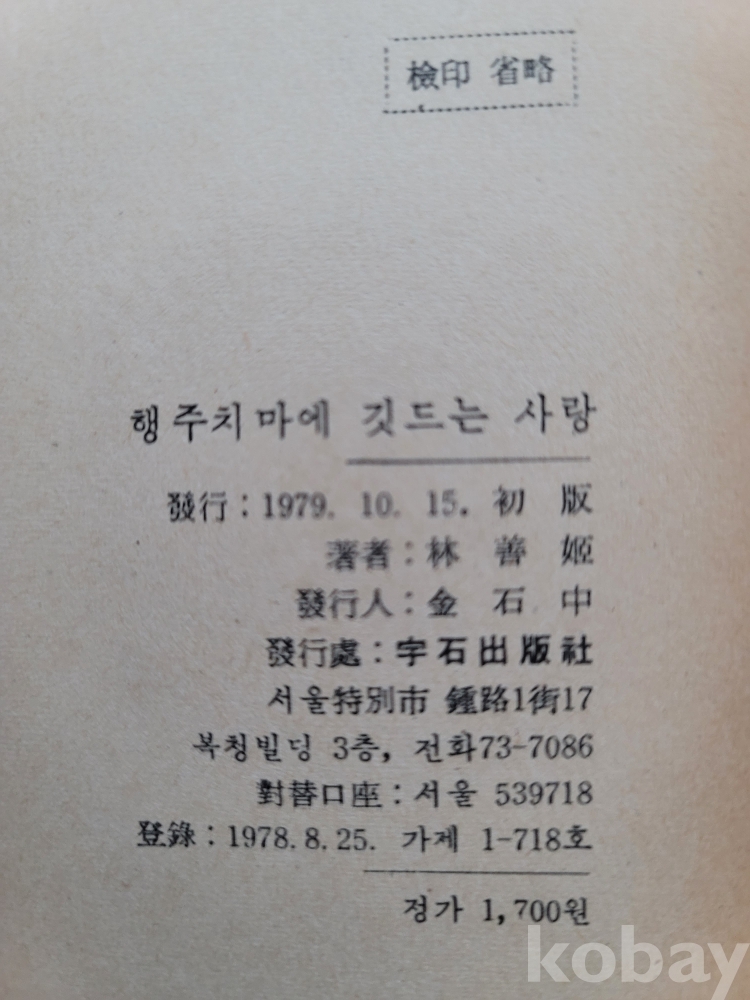 檢印 省略
행주치마에 깃드는 사랑
發行 : 1979. 10. 15. 初 版
著者 : 林 善 姬
發行人 : 金 石 中
發行處 : 宇石出版社
서울特別市 鍾路1街17
복청빌딩 3층, 전화73-7086
對替口座 : 서울 539718
登錄 : 1978.8.25. 가제 1-718호
정가 1,700원
kobay